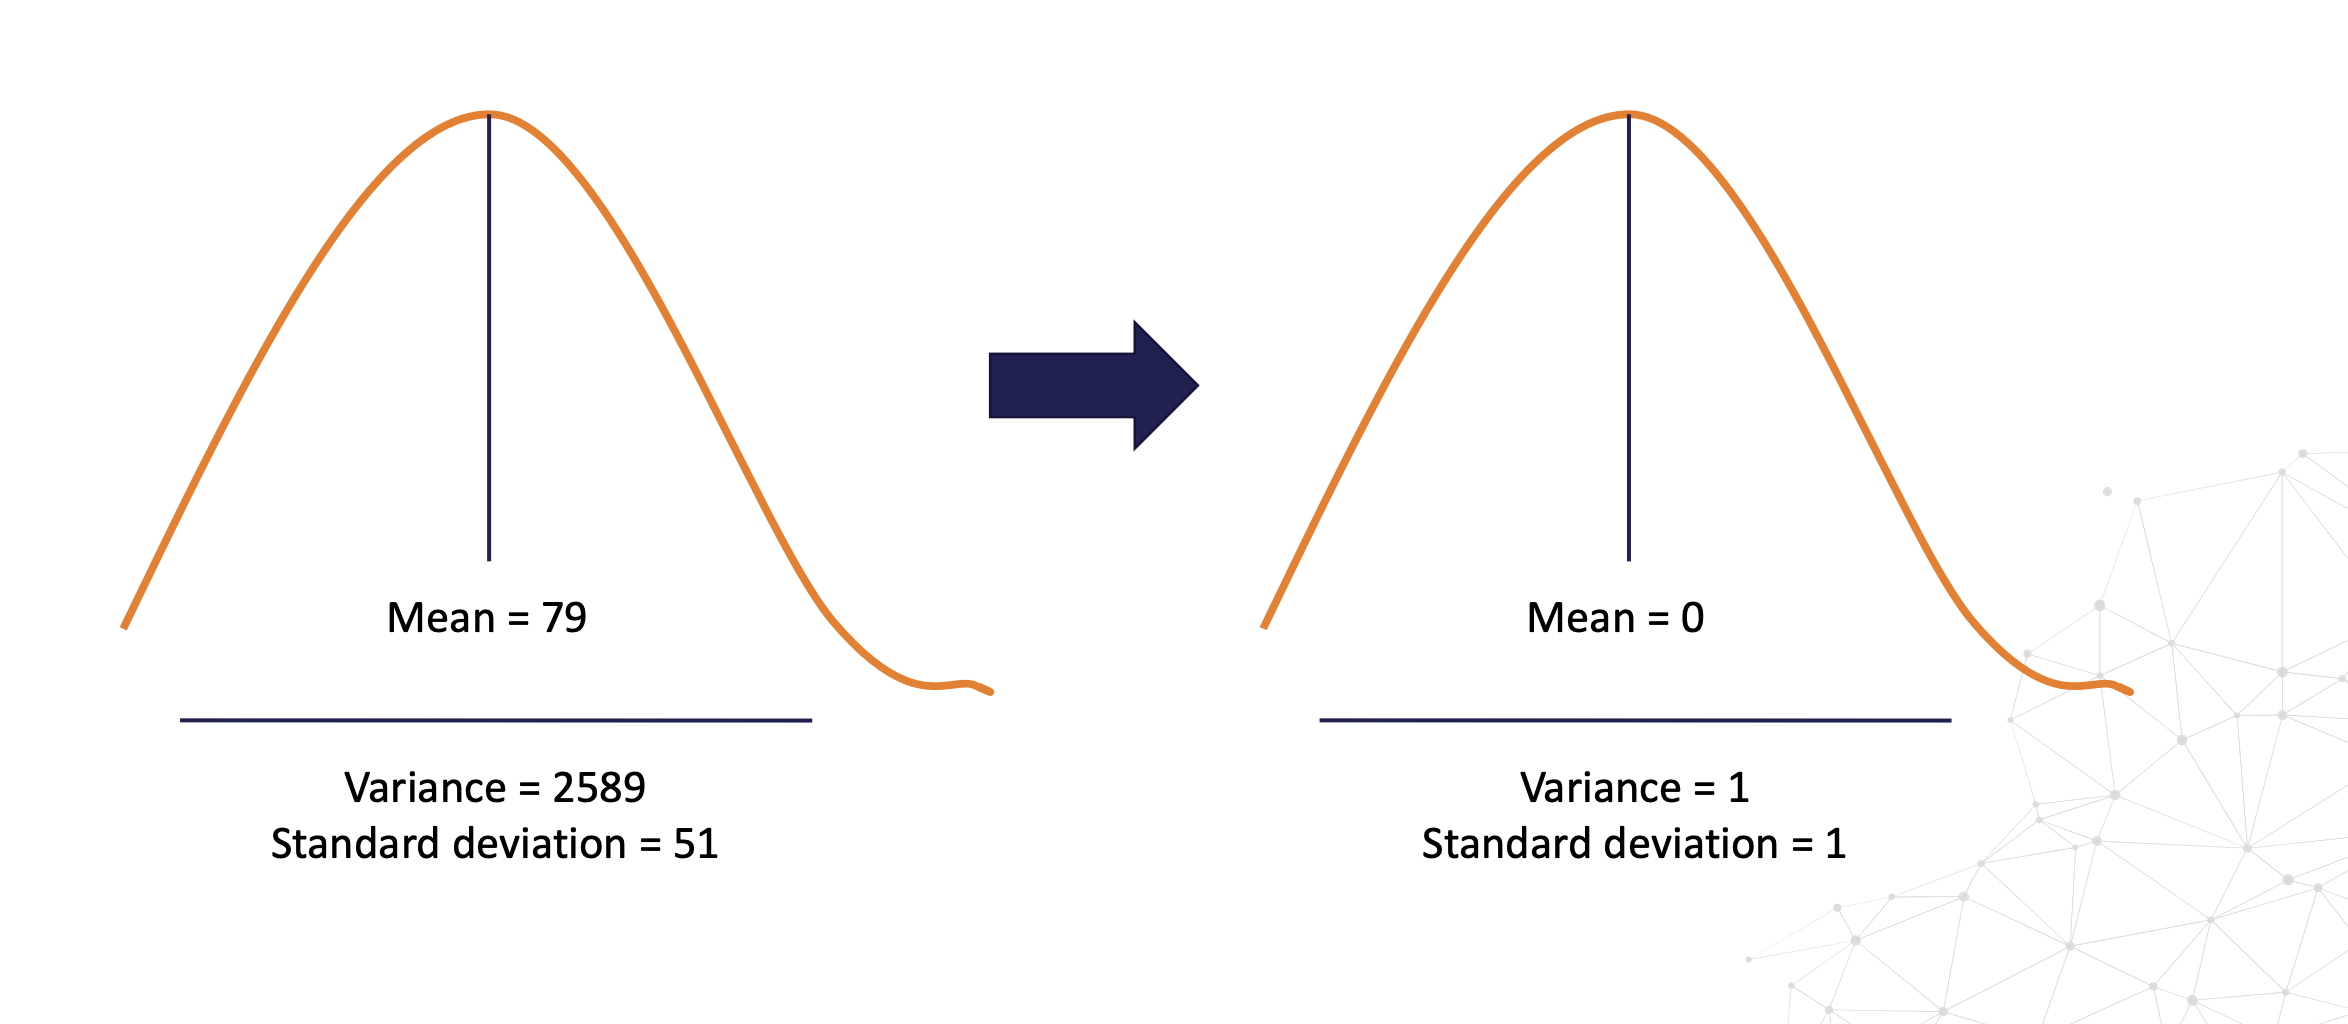 Mean = 79
Variance = 2589
Standard deviation = 51
Mean = 0
Variance = 1
Standard deviation = 1